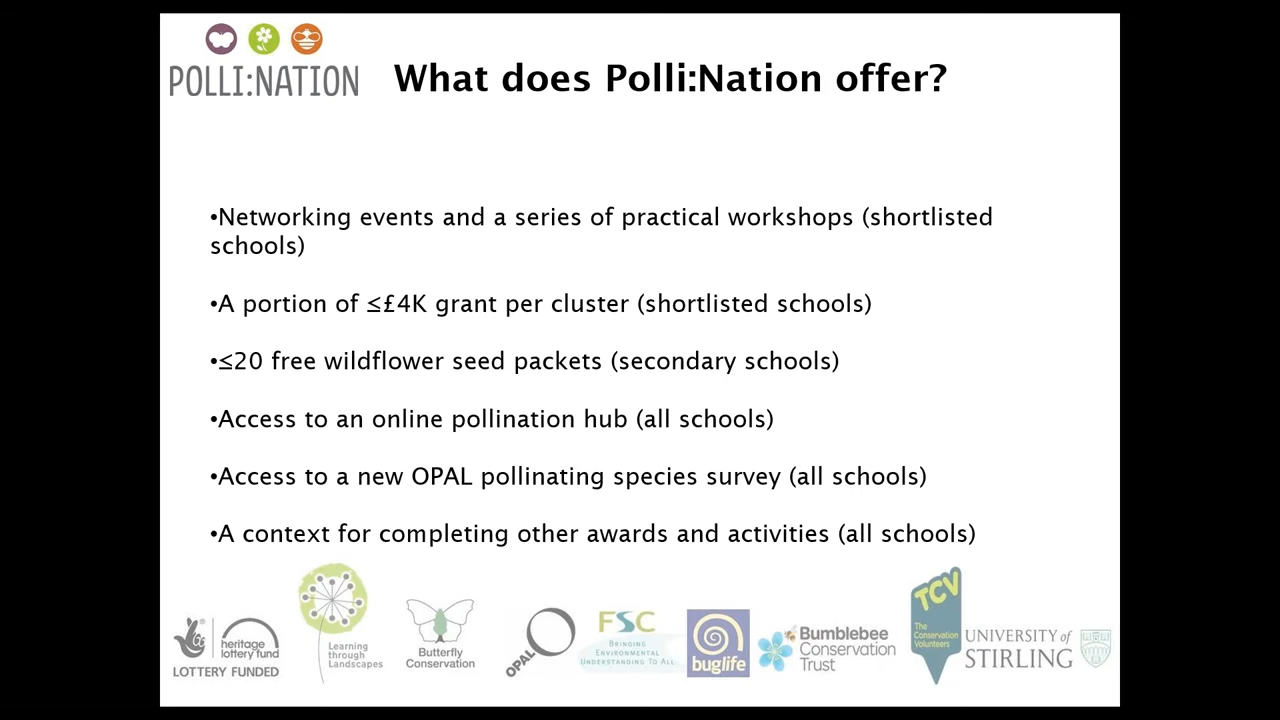 POLLI:NATION
What does Polli:Nation offer?
•Networking events and a series of practical workshops (shortlisted
schools)
•A portion of ≤£4K grant per cluster (shortlisted schools)
•≤20 free wildflower seed packets (secondary schools)
•Access to an online pollination hub (all schools)
•Access to a new OPAL pollinating species survey (all schools)
•A context for completing other awards and activities (all schools)
heritage
lottery fund
LOTTERY FUNDED
Learning
through
Landscapes
Butterfly
Conservation
OPAL
FSC
BRINGING
ENVIRONMENTAL
UNDERSTANDING TO ALL
buglife
Bumblebee
Conservation
Trust
TCV
The
Conservation
Volunteers
UNIVERSITY of
STIRLING